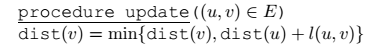 procedure update((u, v) ∈ E)
dist(v) = min{dist(v), dist(u) + l(u, v)}